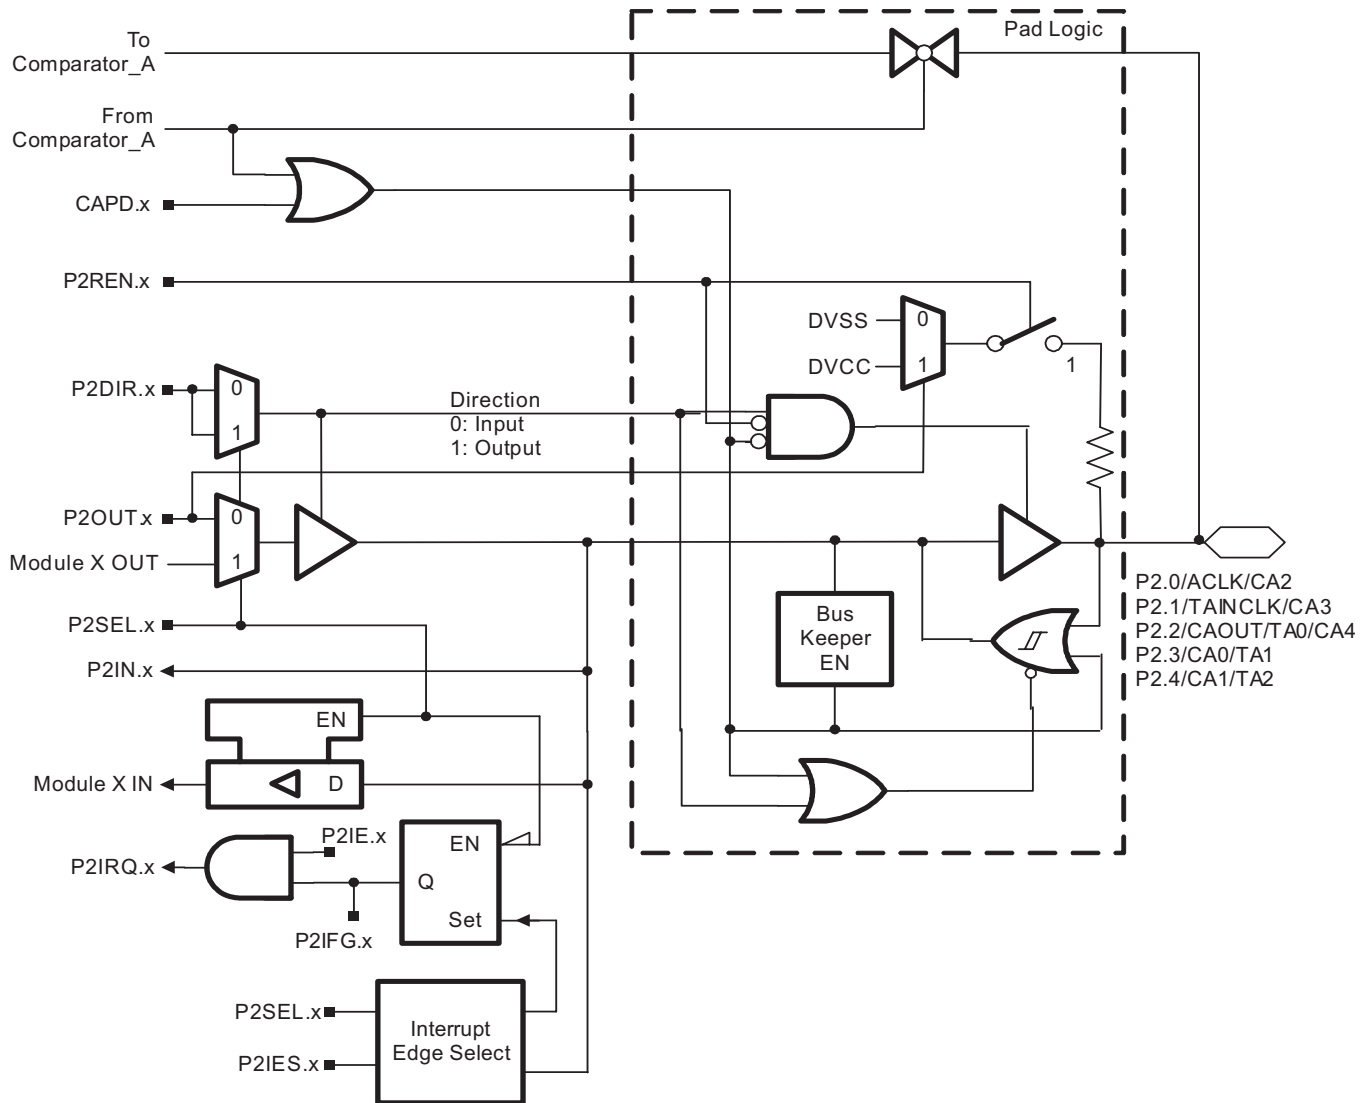 Pad Logic
To
Comparator_A
From
Comparator_A
CAPD.x
P2REN.x
DVSS
0
DVCC
1
1
P2DIR.x
0
1
Direction
0: Input
1: Output
P2OUT.x
0
Module X OUT
1
P2SEL.x
P2IN.x
Bus
Keeper
EN
P2.0/ACLK/CA2
P2.1/TAINCLK/CA3
P2.2/CAOUT/TA0/CA4
P2.3/CA0/TA1
P2.4/CA1/TA2
EN
Module X IN
D
P2IE.x
EN
P2IRQ.x
Q
Set
P2IFG.x
P2SEL.x
Interrupt
Edge Select
P2IES.x